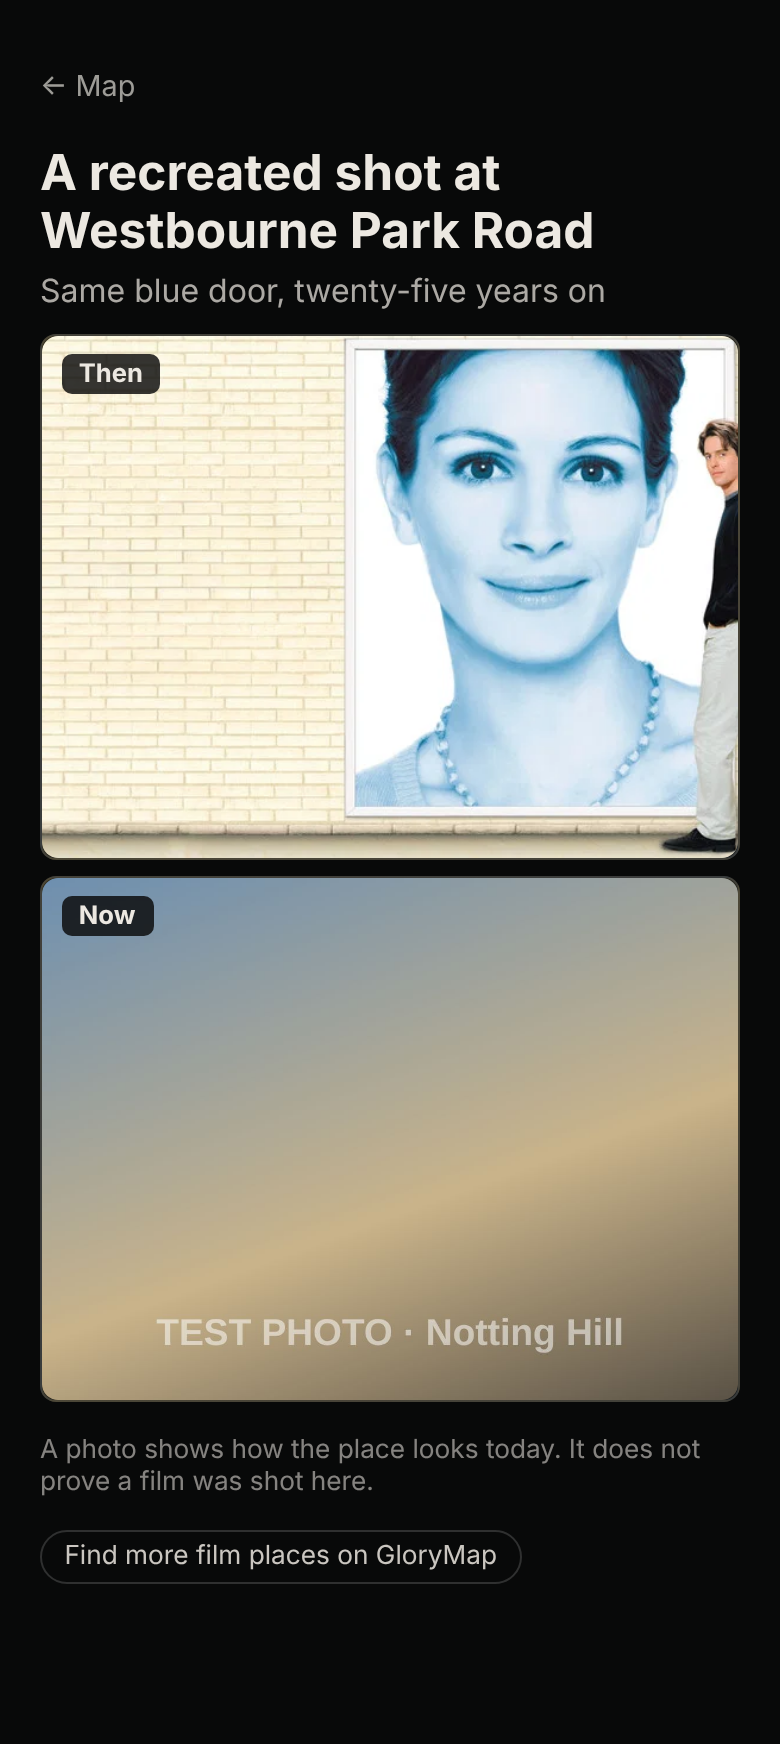 ← Map
A recreated shot at
Westbourne Park Road
Same blue door, twenty-five years on
Then
Now
TEST PHOTO · Notting Hill
A photo shows how the place looks today. It does not
prove a film was shot here.
Find more film places on GloryMap